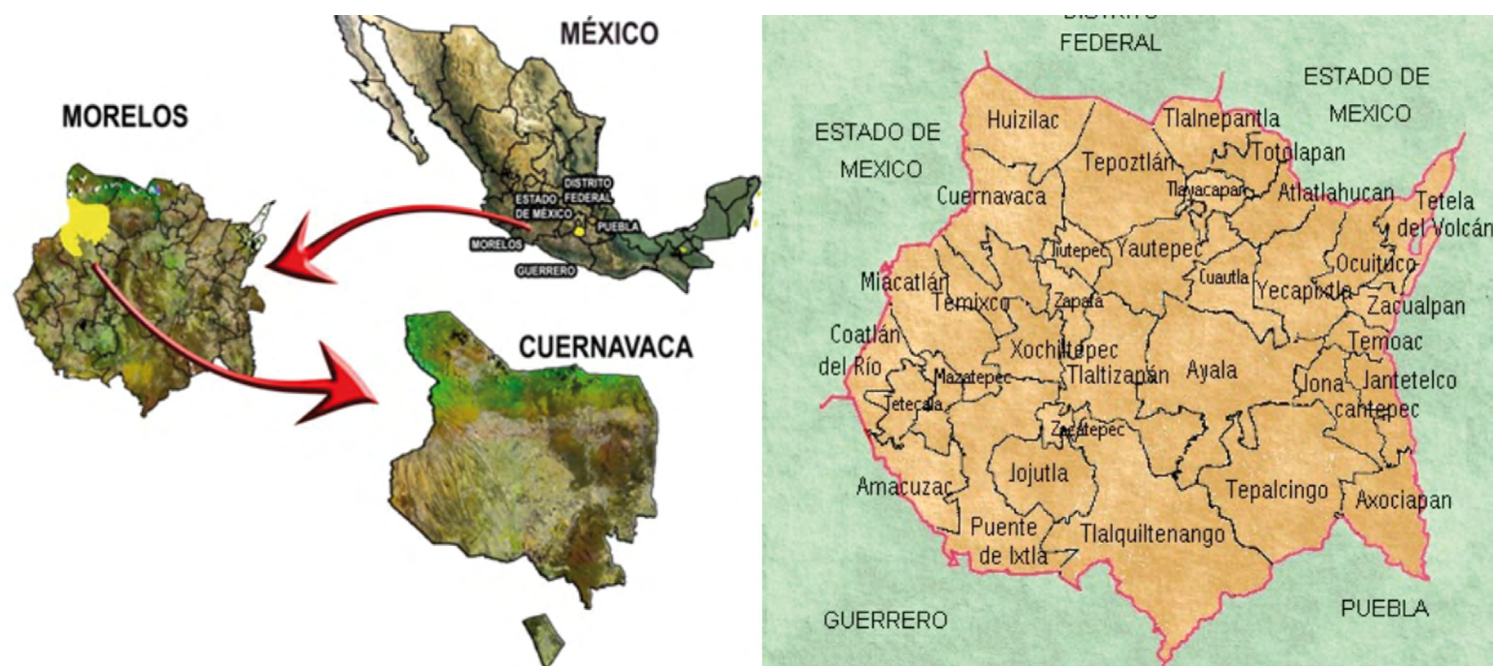 MÉXICO
MORELOS
DISTRITO
FEDERAL
ESTADO
DE MÉXICO
PUEBLA
MORELOS
GUERRERO
CUERNAVACA
DISTRITO
FEDERAL
ESTADO DE
MEXICO
ESTADO DE
MEXICO
Huizilac
Tlalnepantla
Tepoztlán
Totolapan
Tlayacapan
Atlatlahucan
Cuernavaca
Tetela
del Volcán
Jiutepec
Yautepec
Ocuituco
Cuautla
Yecapixtla
Miacatlán
Temixco
Zapata
Zacualpan
Coatlán
del Río
Xochitepec
Temoac
Mazatepec
Tlaltizapán
Ayala
Jona
cantepec
Jantetelco
Tetecala
Zacatepec
Jojutla
Amacuzac
Tepalcingo
Axociapan
Puente
de Ixtla
Tlalquiltenango
GUERRERO
PUEBLA